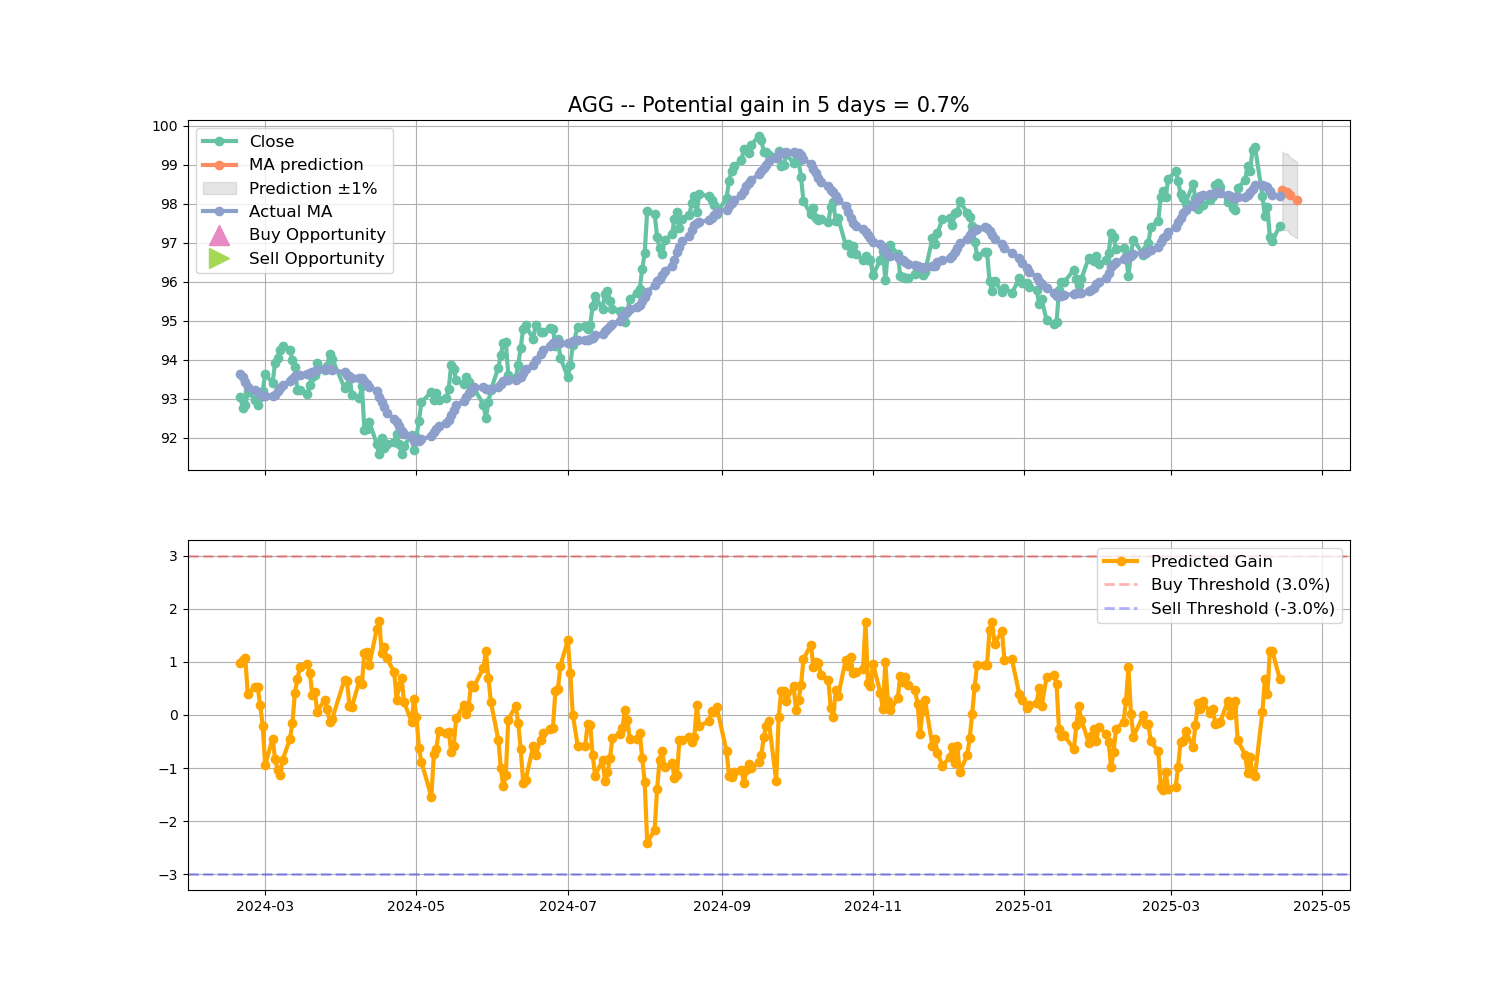 AGG -- Potential gain in 5 days = 0.7%
100
99
98
97
96
95
94
93
92
Close
MA prediction
Prediction ±1%
Actual MA
Buy Opportunity
Sell Opportunity
3
2
1
0
−1
−2
−3
Predicted Gain
Buy Threshold (3.0%)
Sell Threshold (-3.0%)
2024-03 2024-05 2024-07 2024-09 2024-11 2025-01 2025-03 2025-05